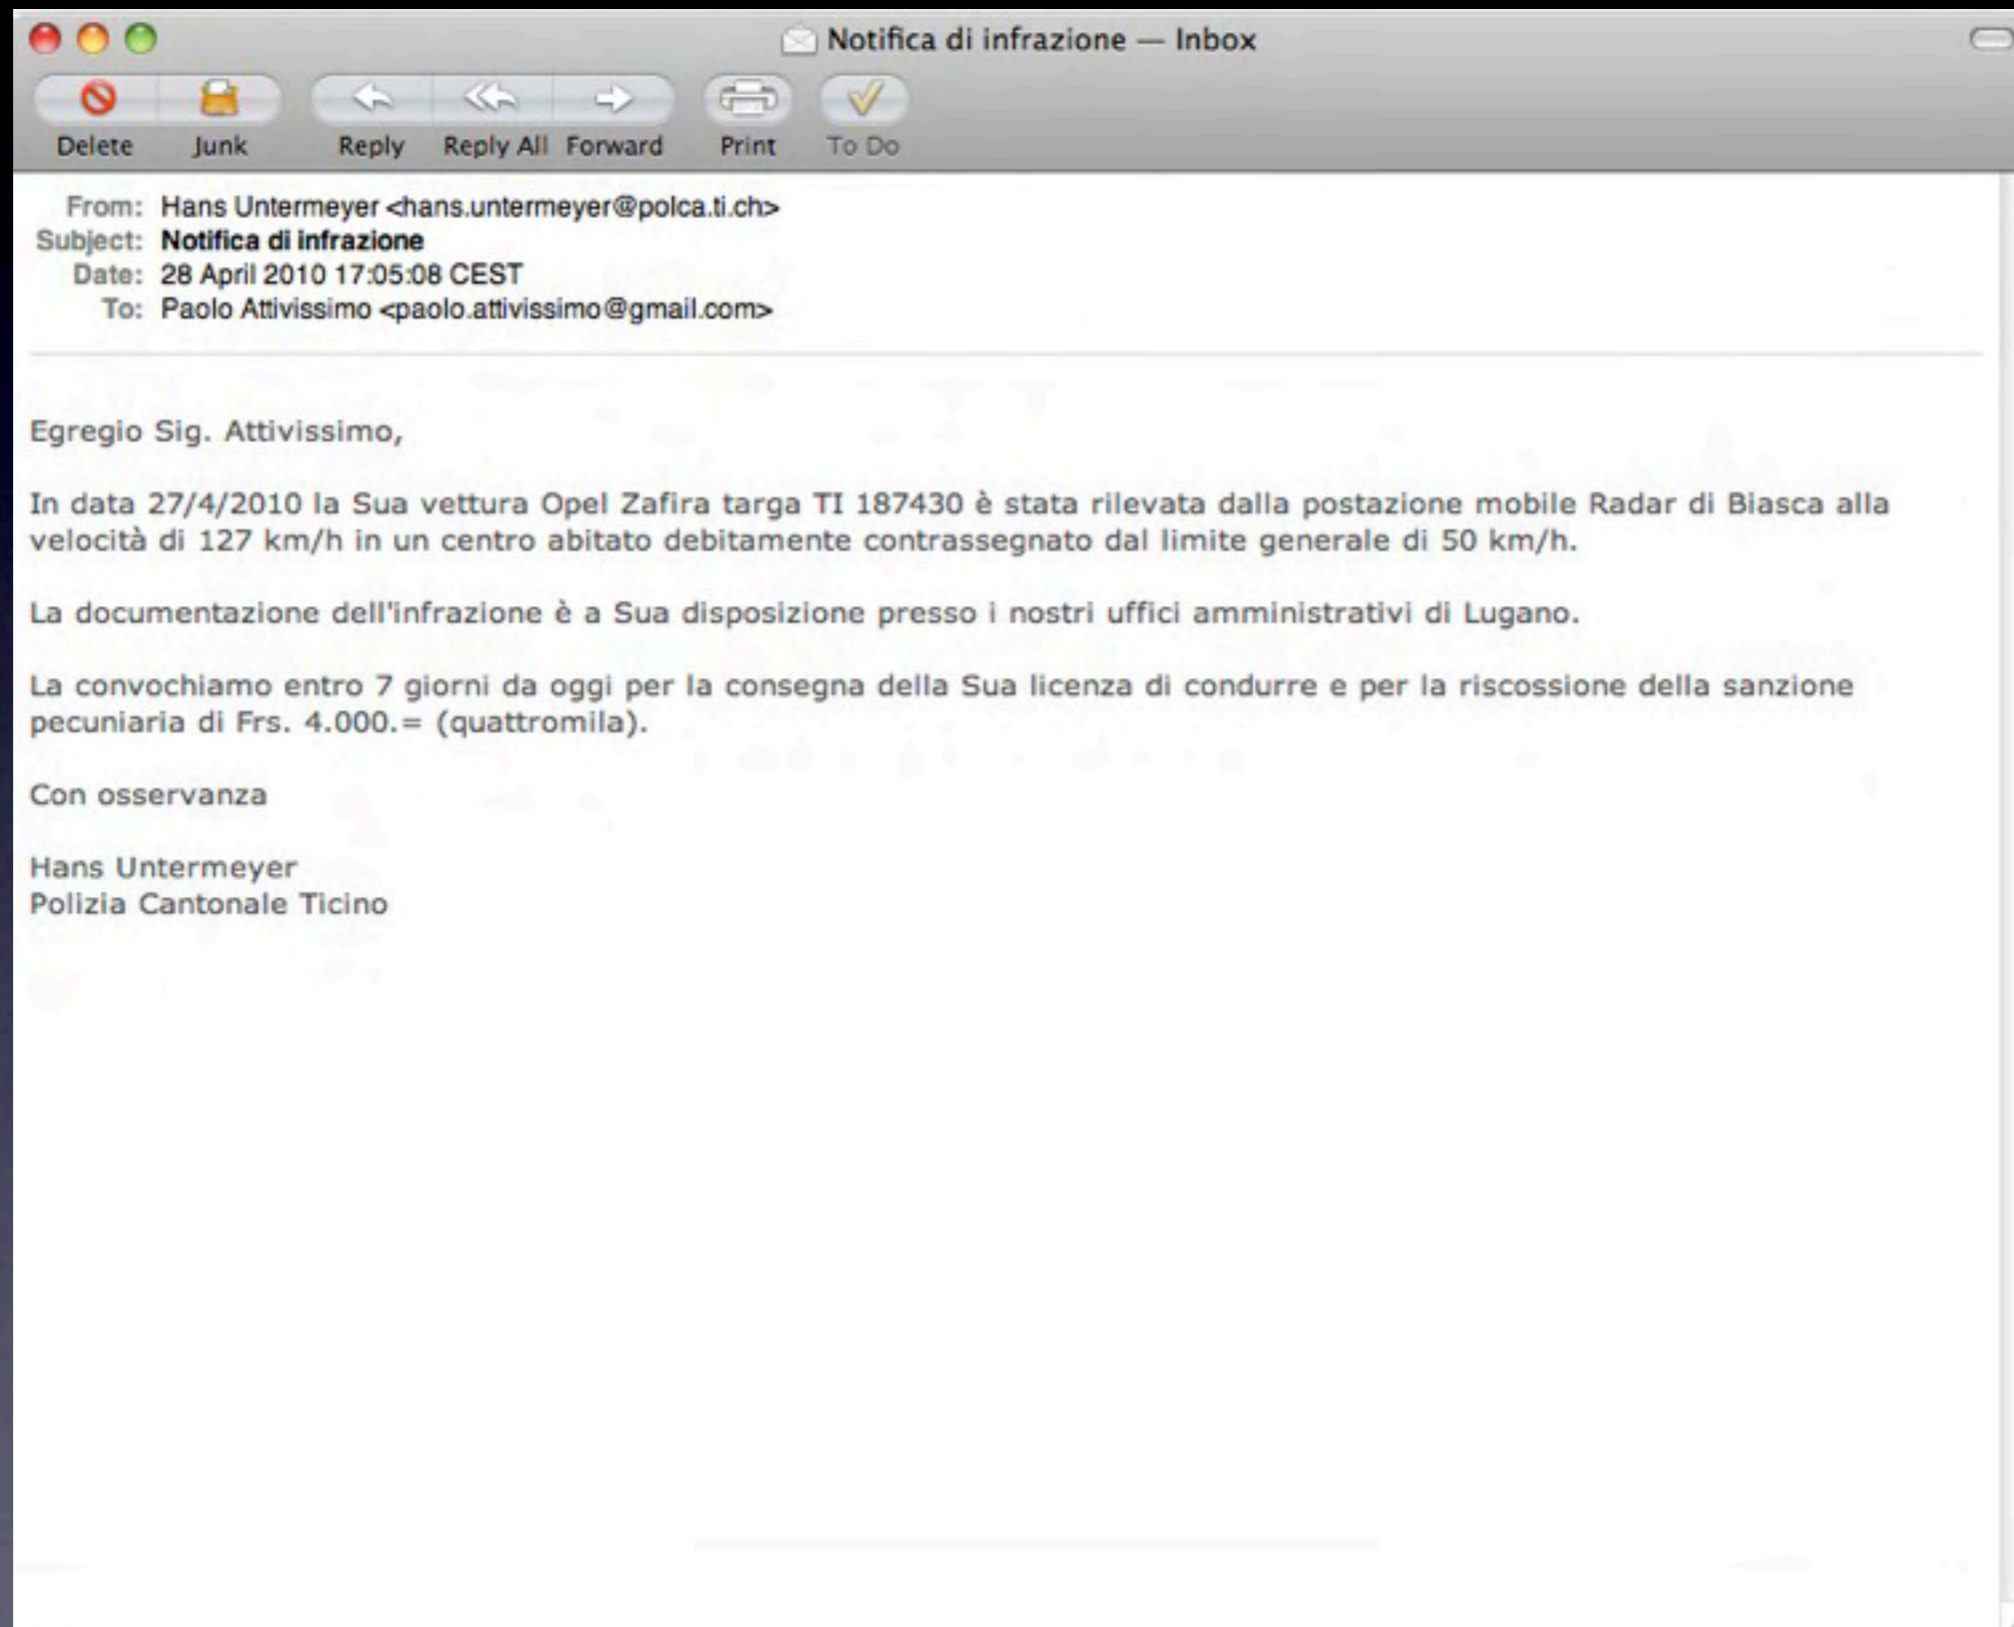 Notifica di infrazione — Inbox
Delete Junk Reply Reply All Forward Print To Do
From: Hans Untermeyer <hans.untermeyer@polca.ti.ch>
Subject: Notifica di infrazione
Date: 28 April 2010 17:05:08 CEST
To: Paolo Attivissimo <paolo.attivissimo@gmail.com>
Egregio Sig. Attivissimo,
In data 27/4/2010 la Sua vettura Opel Zafira targa TI 187430 è stata rilevata dalla postazione mobile Radar di Biasca alla
velocità di 127 km/h in un centro abitato debitamente contrassegnato dal limite generale di 50 km/h.
La documentazione dell'infrazione è a Sua disposizione presso i nostri uffici amministrativi di Lugano.
La convochiamo entro 7 giorni da oggi per la consegna della Sua licenza di condurre e per la riscossione della sanzione
pecuniaria di Frs. 4.000.= (quattromila).
Con osservanza
Hans Untermeyer
Polizia Cantonale Ticino